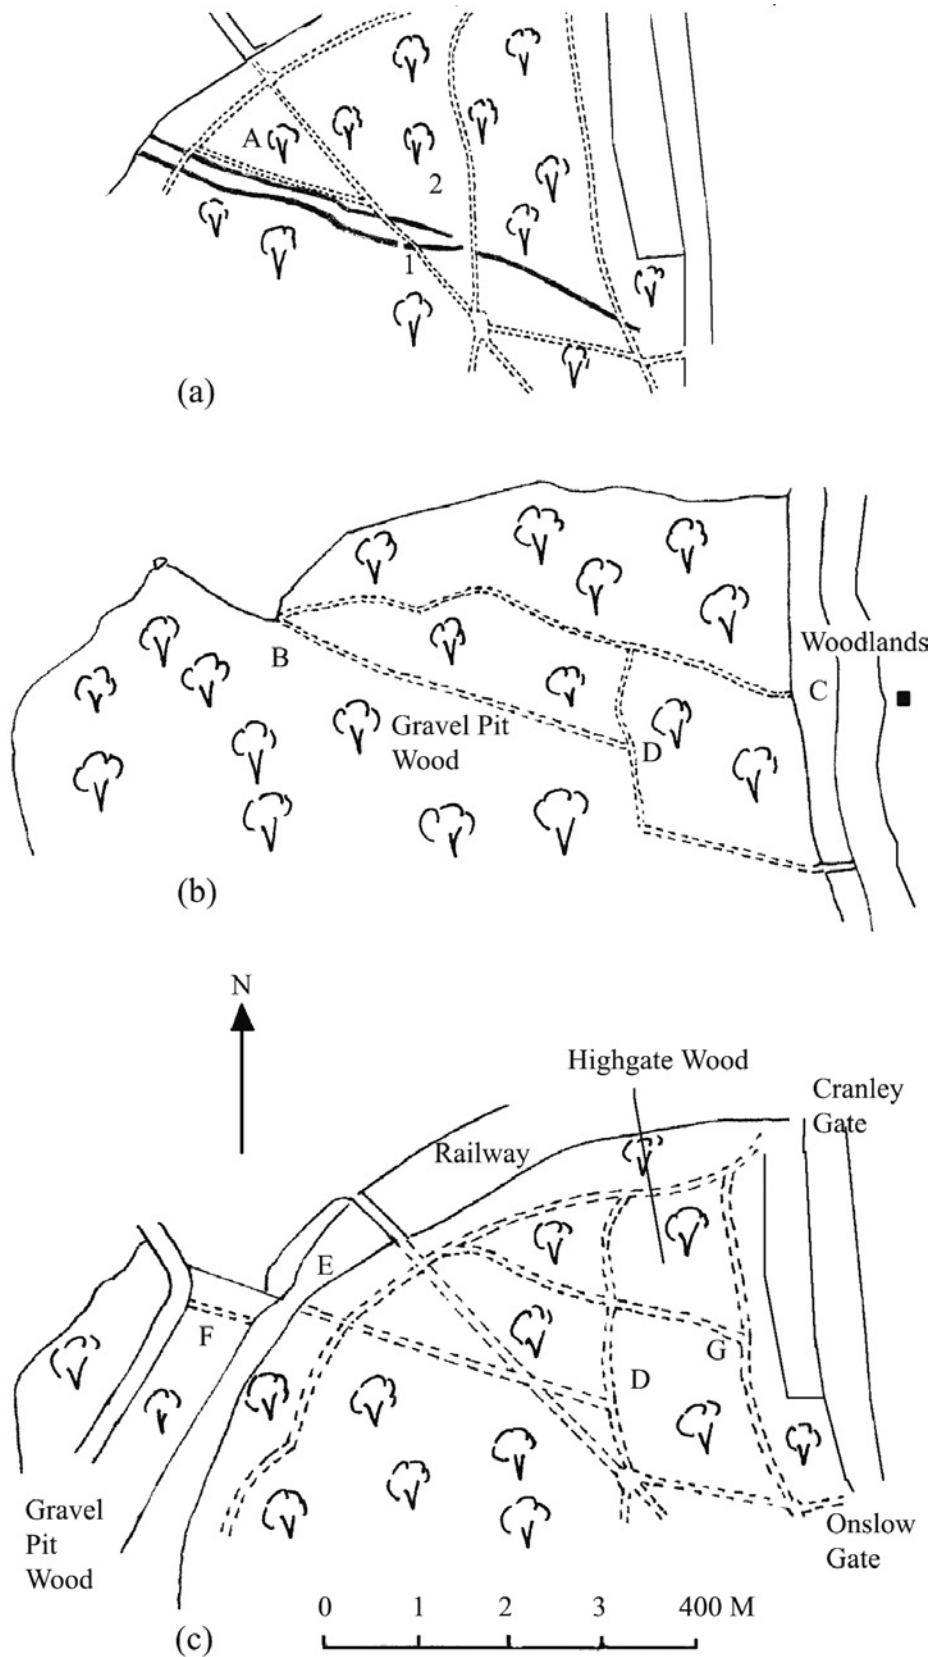 A
2
1
(a)
Woodlands
B
C
Gravel Pit
Wood
D
(b)
N
Highgate Wood
Cranley
Gate
Railway
E
F
G
D
Gravel
Pit
Wood
Onslow
Gate
0 1 2 3 400 M
(c)